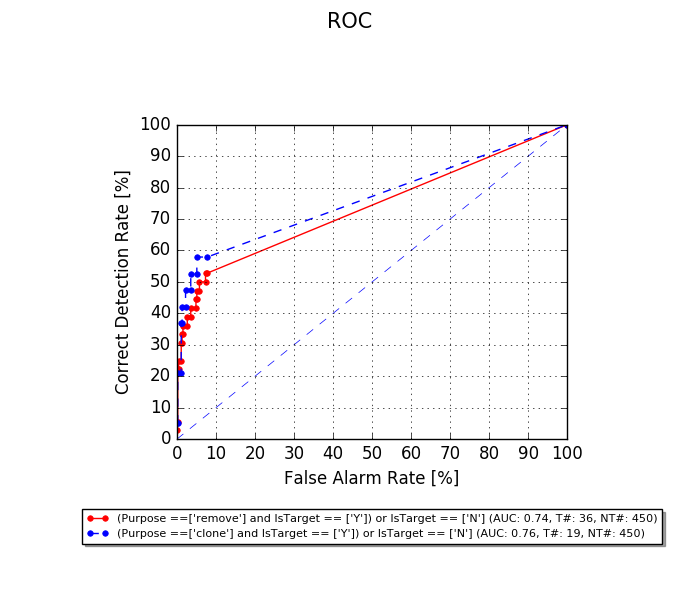 ROC
100
90
80
70
60
50
40
30
20
10
0
Correct Detection Rate [%]
0 10 20 30 40 50 60 70 80 90 100
False Alarm Rate [%]
(Purpose ==['remove'] and IsTarget == ['Y']) or IsTarget == ['N'] (AUC: 0.74, T#: 36, NT#: 450)
(Purpose ==['clone'] and IsTarget == ['Y']) or IsTarget == ['N'] (AUC: 0.76, T#: 19, NT#: 450)